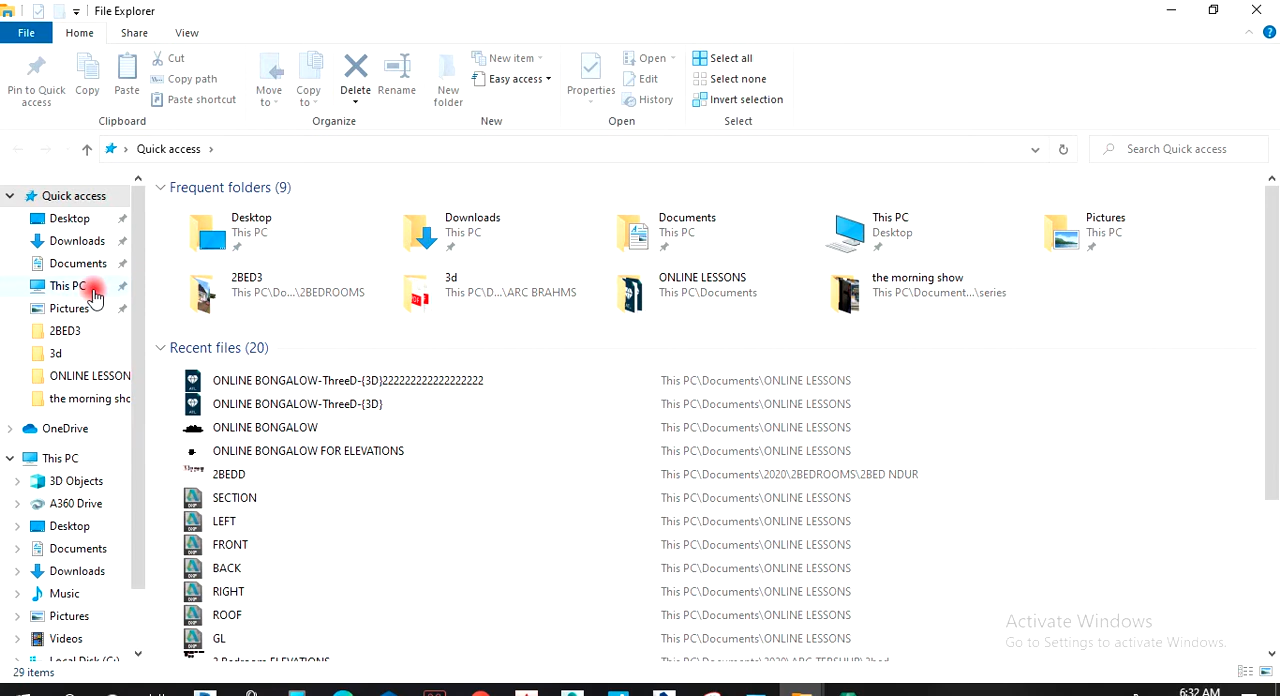 File Explorer
File Home Share View
Pin to Quick access
Copy
Paste
Cut
Copy path
Paste shortcut
Clipboard
Move to
Copy to
Delete
Rename
Organize
New folder
New item
Easy access
New
Properties
Open
Edit
History
Open
Select all
Select none
Invert selection
Select
Quick access
Search Quick access
Quick access
Desktop
Downloads
Documents
This PC
Pictures
2BED3
3d
ONLINE LESSON
the morning sho
OneDrive
This PC
3D Objects
A360 Drive
Desktop
Documents
Downloads
Music
Pictures
Videos
Local Disk (C:)
Frequent folders (9)
Desktop
This PC
Downloads
This PC
Documents
This PC
This PC
Desktop
Pictures
This PC
2BED3
This PC\Do...\2BEDROOMS
3d
This PC\D...\ARC BRAHMS
ONLINE LESSONS
This PC\Documents
the morning show
This PC\Document...\series
Recent files (20)
ONLINE BONGALOW-ThreeD-{3D}222222222222222222 This PC\Documents\ONLINE LESSONS
ONLINE BONGALOW-ThreeD-{3D} This PC\Documents\ONLINE LESSONS
ONLINE BONGALOW This PC\Documents\ONLINE LESSONS
ONLINE BONGALOW FOR ELEVATIONS This PC\Documents\ONLINE LESSONS
2BEDD This PC\Documents\2020\2BEDROOMS\2BED NDUR
SECTION This PC\Documents\ONLINE LESSONS
LEFT This PC\Documents\ONLINE LESSONS
FRONT This PC\Documents\ONLINE LESSONS
BACK This PC\Documents\ONLINE LESSONS
RIGHT This PC\Documents\ONLINE LESSONS
ROOF This PC\Documents\ONLINE LESSONS
GL This PC\Documents\ONLINE LESSONS
Activate Windows
Go to Settings to activate Windows.
29 items
6:32 AM